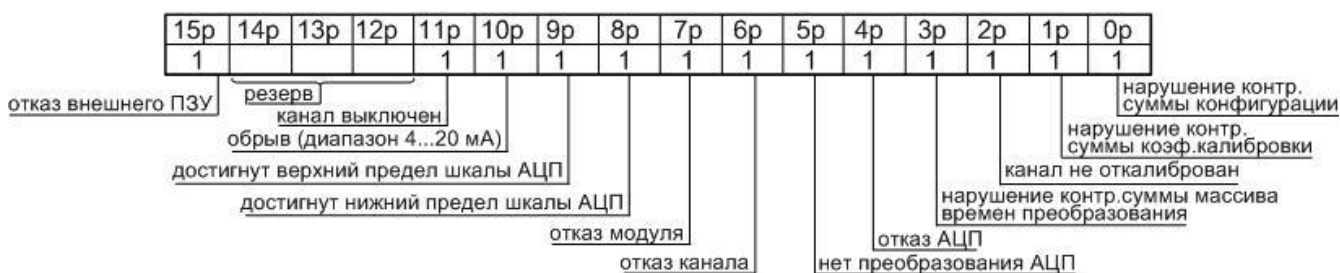 15р 14р 13р 12р 11р 10р 9р 8р 7р 6р 5р 4р 3р 2р 1р 0р
1 1 1 1 1 1 1 1 1 1 1 1 1
отказ внешнего ПЗУ
резерв
канал выключен
обрыв (диапазон 4...20 мА)
достигнут верхний предел шкалы АЦП
достигнут нижний предел шкалы АЦП
отказ модуля
отказ канала
нет преобразования АЦП
отказ АЦП
нарушение контр.суммы массива
времен преобразования
канал не откалиброван
нарушение контр.
суммы коэф.калибровки
нарушение контр.
суммы конфигурации